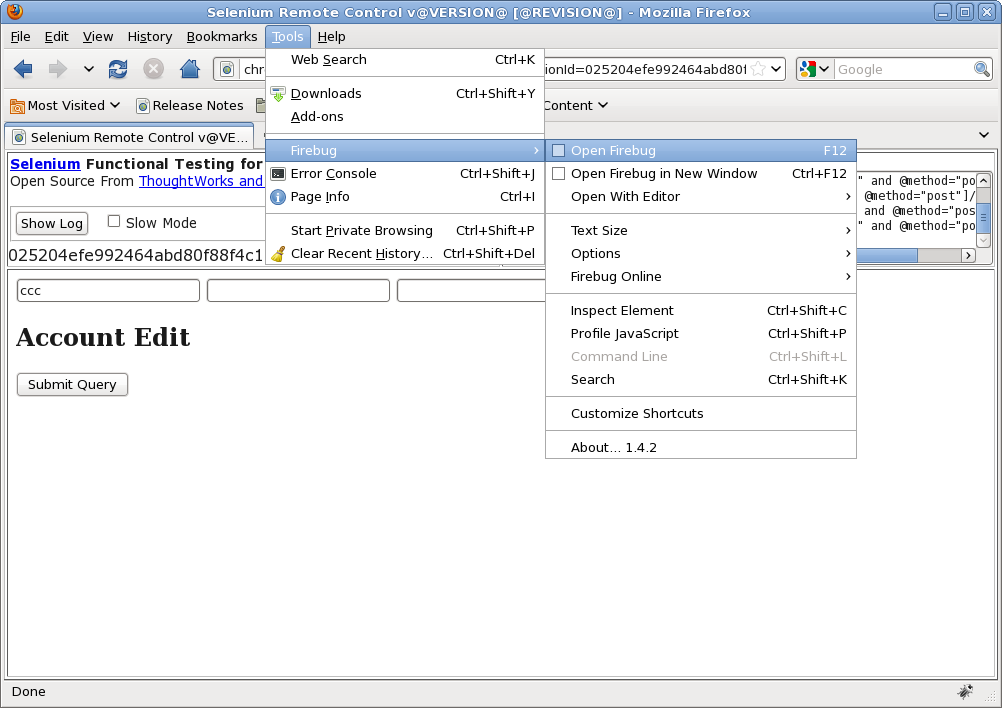 Selenium Remote Control v@VERSION@ [@REVISION@] - Mozilla Firefox
File Edit View History Bookmarks Tools Help
chr
ionId=025204efe992464abd80f
Google
Most Visited
Release Notes
Content
Selenium Remote Control v@VE...
Web Search Ctrl+K
Downloads Ctrl+Shift+Y
Add-ons
Firebug
Error Console Ctrl+Shift+J
Page Info Ctrl+I
Start Private Browsing Ctrl+Shift+P
Clear Recent History... Ctrl+Shift+Del
Open Firebug F12
Open Firebug in New Window Ctrl+F12
Open With Editor
Text Size
Options
Firebug Online
Inspect Element Ctrl+Shift+C
Profile JavaScript Ctrl+Shift+P
Command Line Ctrl+Shift+L
Search Ctrl+Shift+K
Customize Shortcuts
About... 1.4.2
Selenium Functional Testing for
Open Source From ThoughtWorks and
" and @method="po
@method="post"]/
and @method="pos
" and @method="po
Show Log
Slow Mode
025204efe992464abd80f88f4c1
ccc
Account Edit
Submit Query
Done